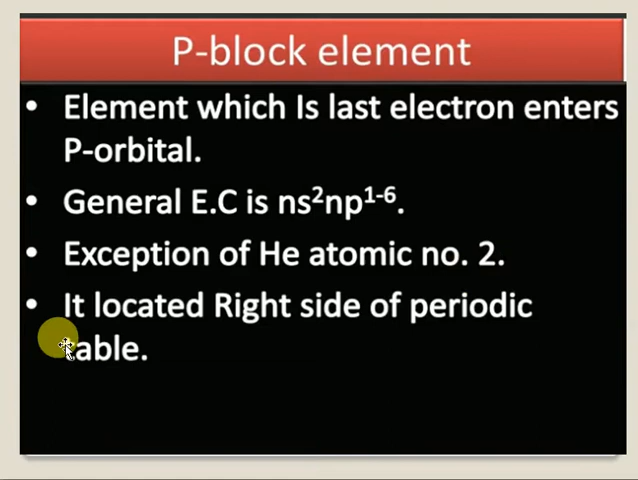 P-block element
• Element which Is last electron enters
P-orbital.
• General E.C is ns²np¹⁻⁶.
• Exception of He atomic no. 2.
• It located Right side of periodic
table.